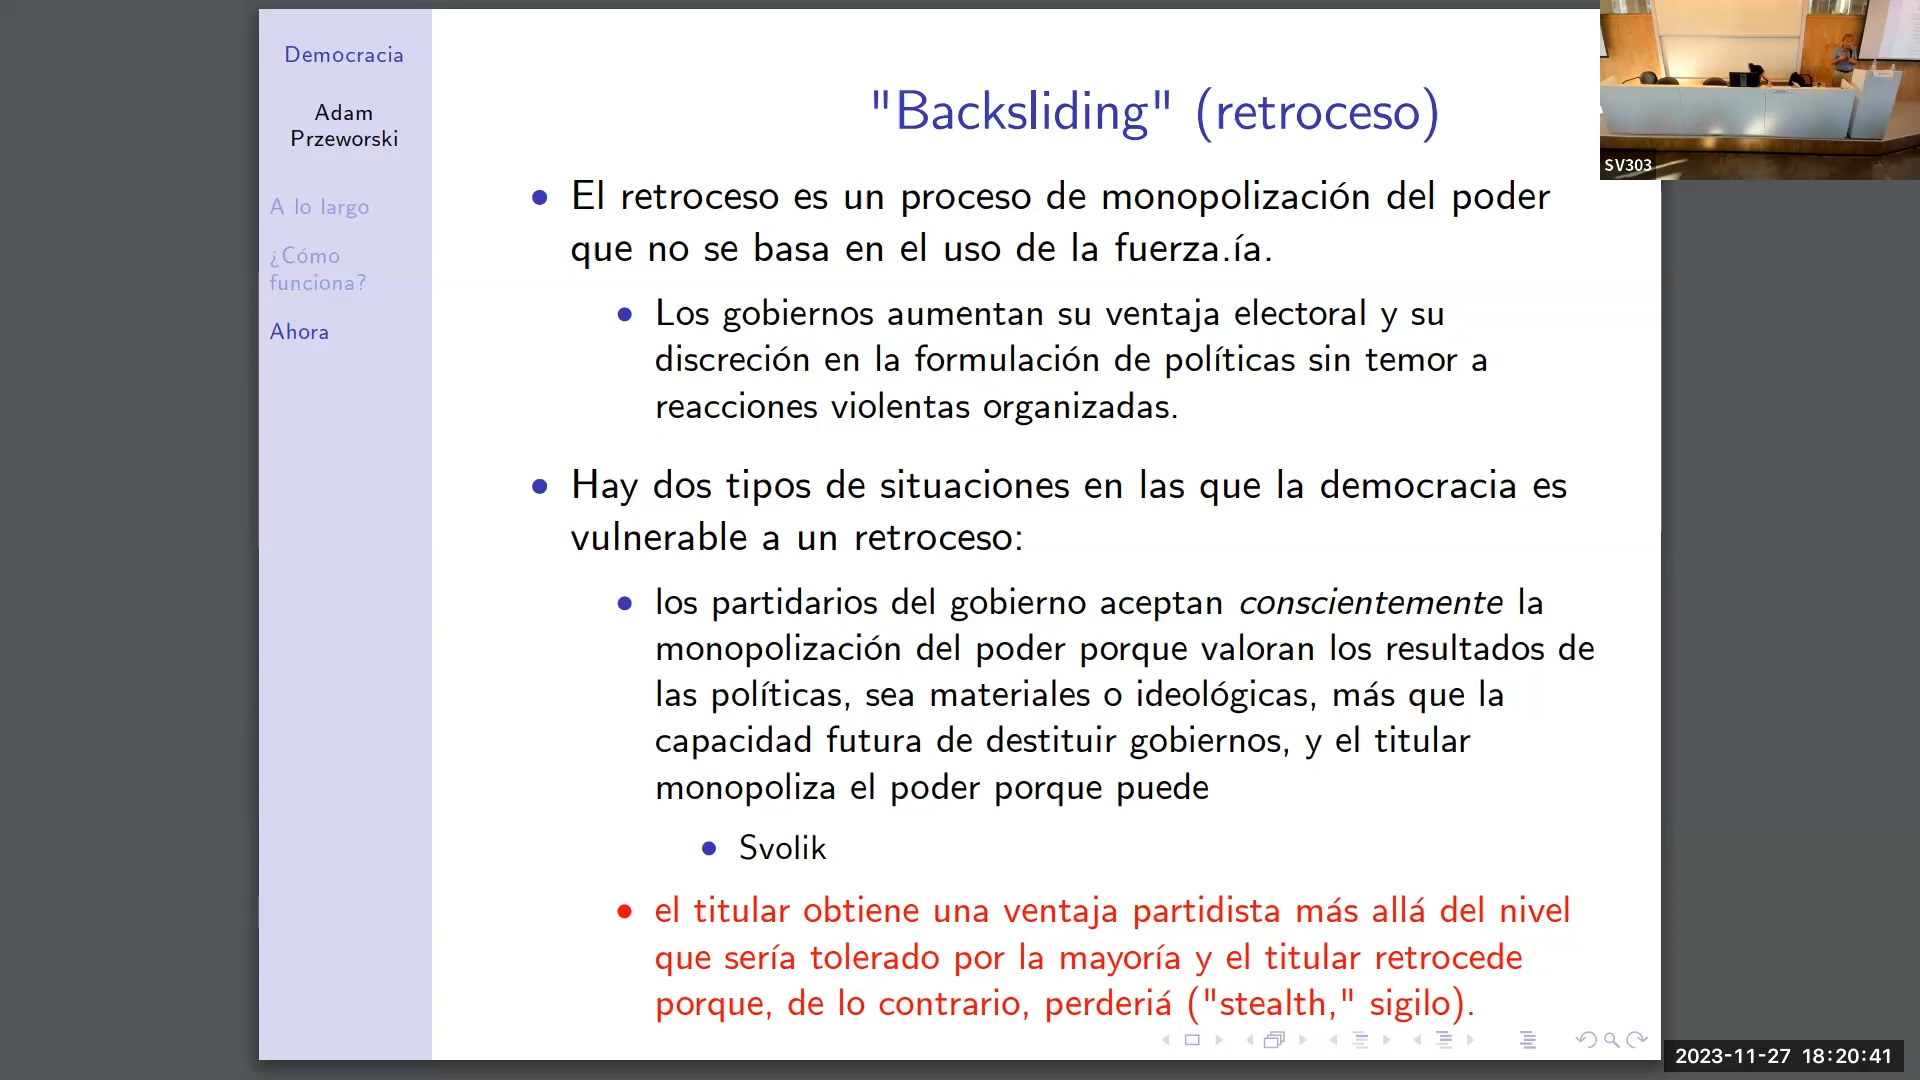 Democracia
Adam
Przeworski
A lo largo
¿Cómo
funciona?
Ahora
"Backsliding" (retroceso)
El retroceso es un proceso de monopolización del poder
que no se basa en el uso de la fuerza.ía.
Los gobiernos aumentan su ventaja electoral y su
discreción en la formulación de políticas sin temor a
reacciones violentas organizadas.
Hay dos tipos de situaciones en las que la democracia es
vulnerable a un retroceso:
los partidarios del gobierno aceptan conscientemente la
monopolización del poder porque valoran los resultados de
las políticas, sea materiales o ideológicas, más que la
capacidad futura de destituir gobiernos, y el titular
monopoliza el poder porque puede
Svolik
el titular obtiene una ventaja partidista más allá del nivel
que sería tolerado por la mayoría y el titular retrocede
porque, de lo contrario, perderiá ("stealth," sigilo).
SV303
2023-11-27 18:20:41